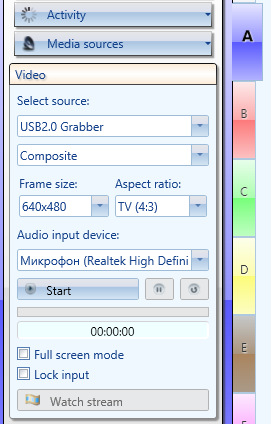 Activity
A
Media sources
Video
Select source:
USB2.0 Grabber
B
Composite
Frame size:
Aspect ratio:
640x480
TV (4:3)
C
Audio input device:
Микрофон (Realtek High Defini
D
Start
00:00:00
E
Full screen mode
Lock input
Watch stream
F